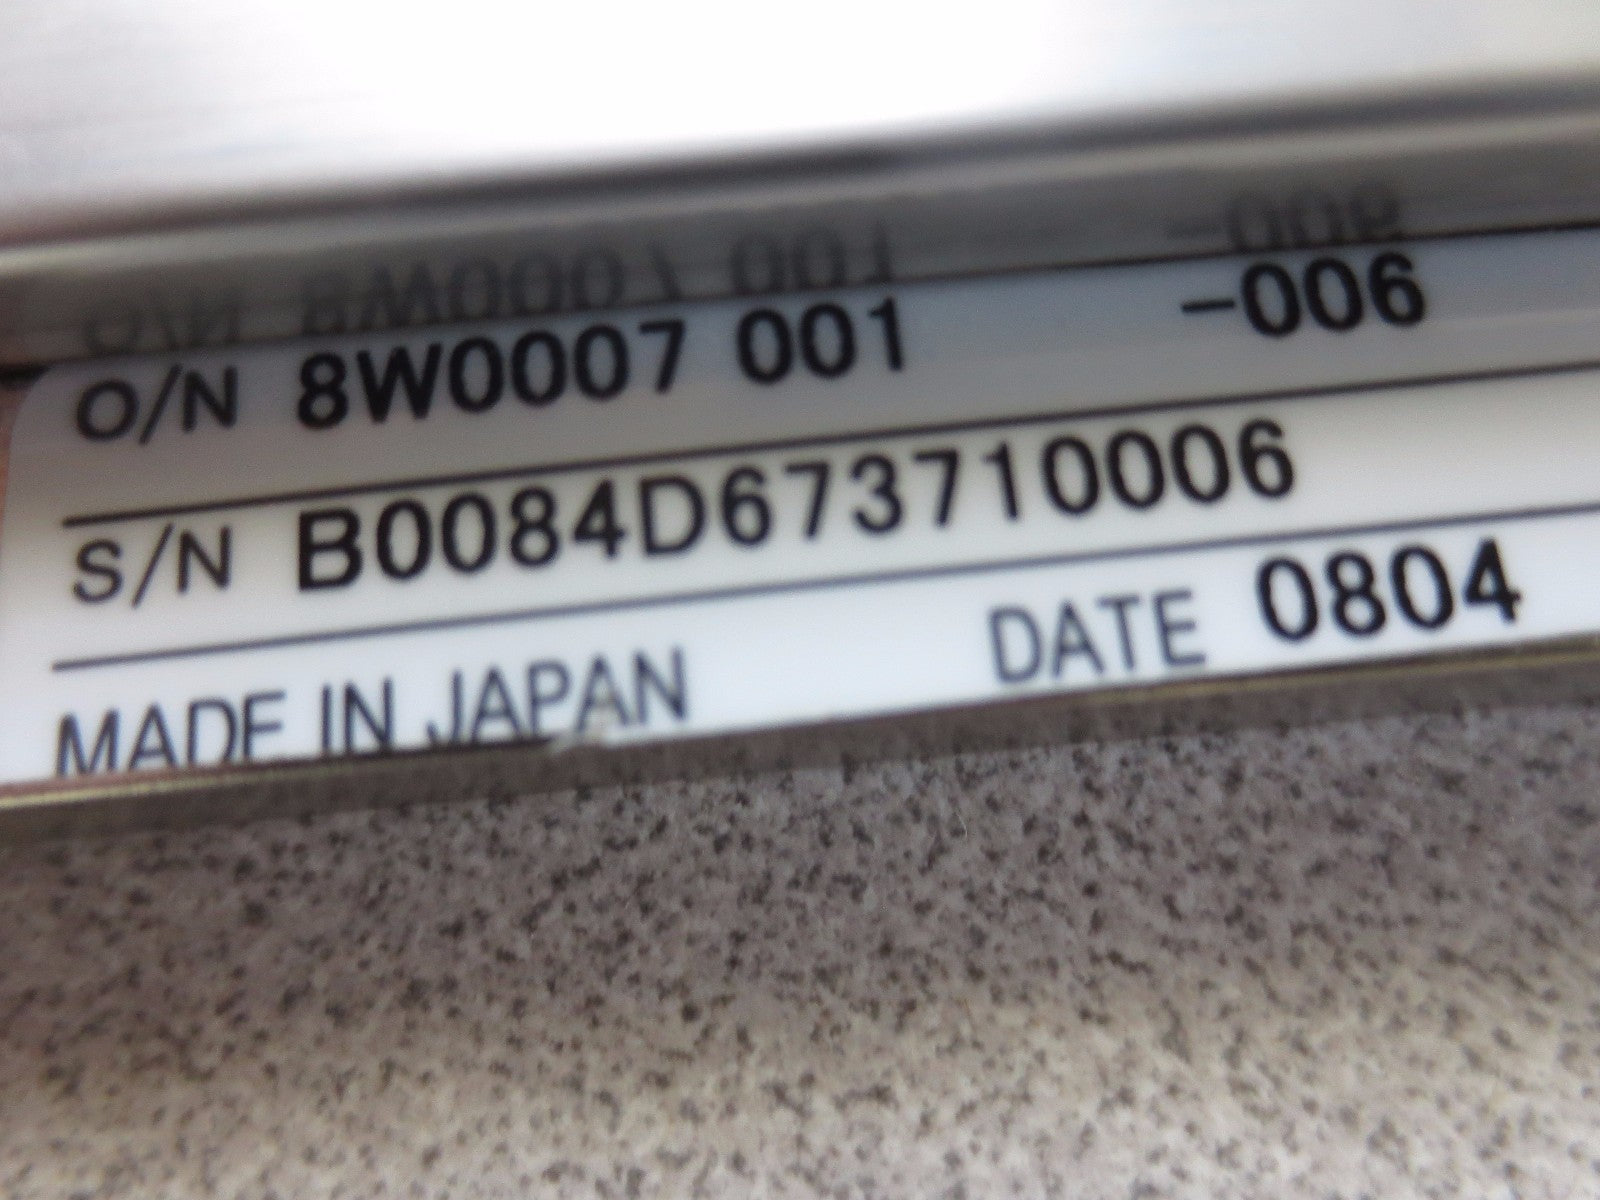 O/N 8W0007 001 -006
S/N B0084D673710006
MADE IN JAPAN DATE 0804